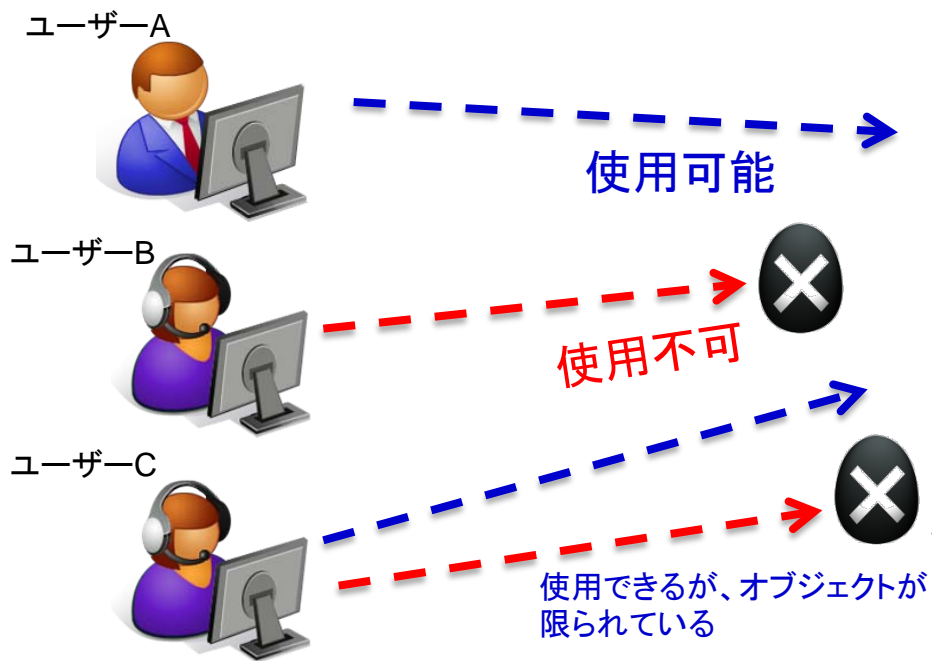 ユーザーA
使用可能
ユーザーB
使用不可
ユーザーC
使用できるが、オブジェクトが
限られている